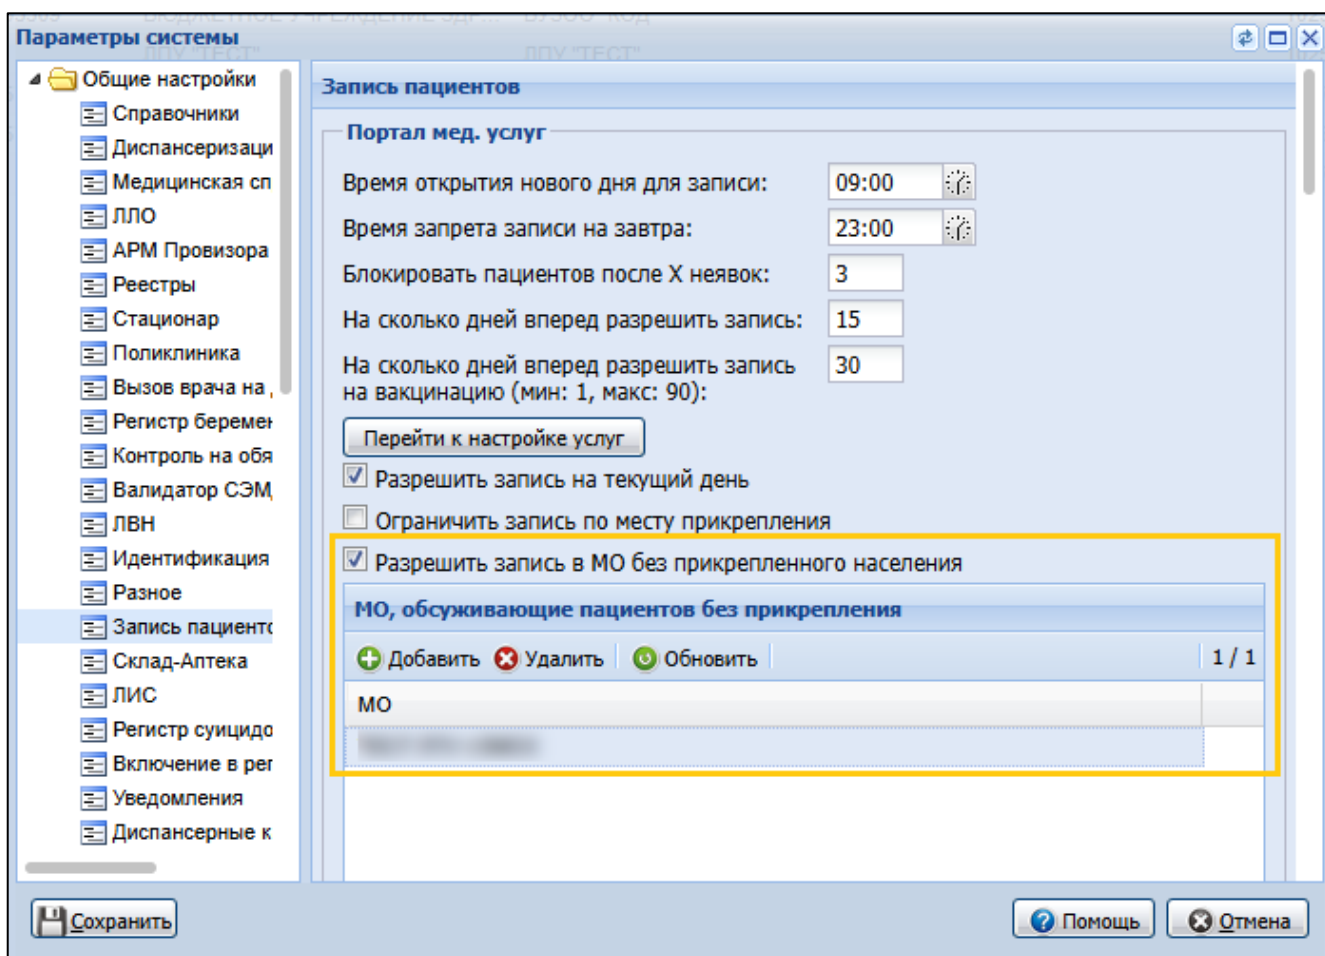 Параметры системы
Общие настройки
Справочники
Диспансеризаци
Медицинская сп
ЛЛО
АРМ Провизора
Реестры
Стационар
Поликлиника
Вызов врача на
Регистр беремен
Контроль на обя
Валидатор СЭМ
ЛВН
Идентификация
Разное
Запись пациенто
Склад-Аптека
ЛИС
Регистр суицидо
Включение в рег
Уведомления
Диспансерные к
Запись пациентов
Портал мед. услуг
Время открытия нового дня для записи: 09:00
Время запрета записи на завтра: 23:00
Блокировать пациентов после X неявок: 3
На сколько дней вперед разрешить запись: 15
На сколько дней вперед разрешить запись 30
на вакцинацию (мин: 1, макс: 90):
Перейти к настройке услуг
Разрешить запись на текущий день
Ограничить запись по месту прикрепления
Разрешить запись в МО без прикрепленного населения
МО, обсуживающие пациентов без прикрепления
Добавить Удалить Обновить 1 / 1
МО
Сохранить Помощь Отмена